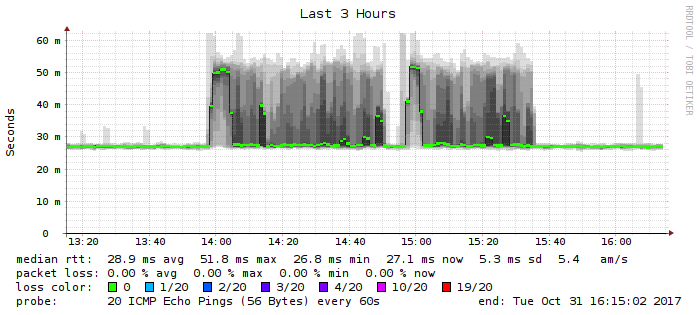 Last 3 Hours
RRDTOOL / TOBI OETIKER
Seconds
60 m
50 m
40 m
30 m
20 m
10 m
0
13:20 13:40 14:00 14:20 14:40 15:00 15:20 15:40 16:00
median rtt: 28.9 ms avg 51.8 ms max 26.8 ms min 27.1 ms now 5.3 ms sd 5.4 am/s
packet loss: 0.00 % avg 0.00 % max 0.00 % min 0.00 % now
loss color: 0 1/20 2/20 3/20 4/20 10/20 19/20
probe: 20 ICMP Echo Pings (56 Bytes) every 60s end: Tue Oct 31 16:15:02 2017